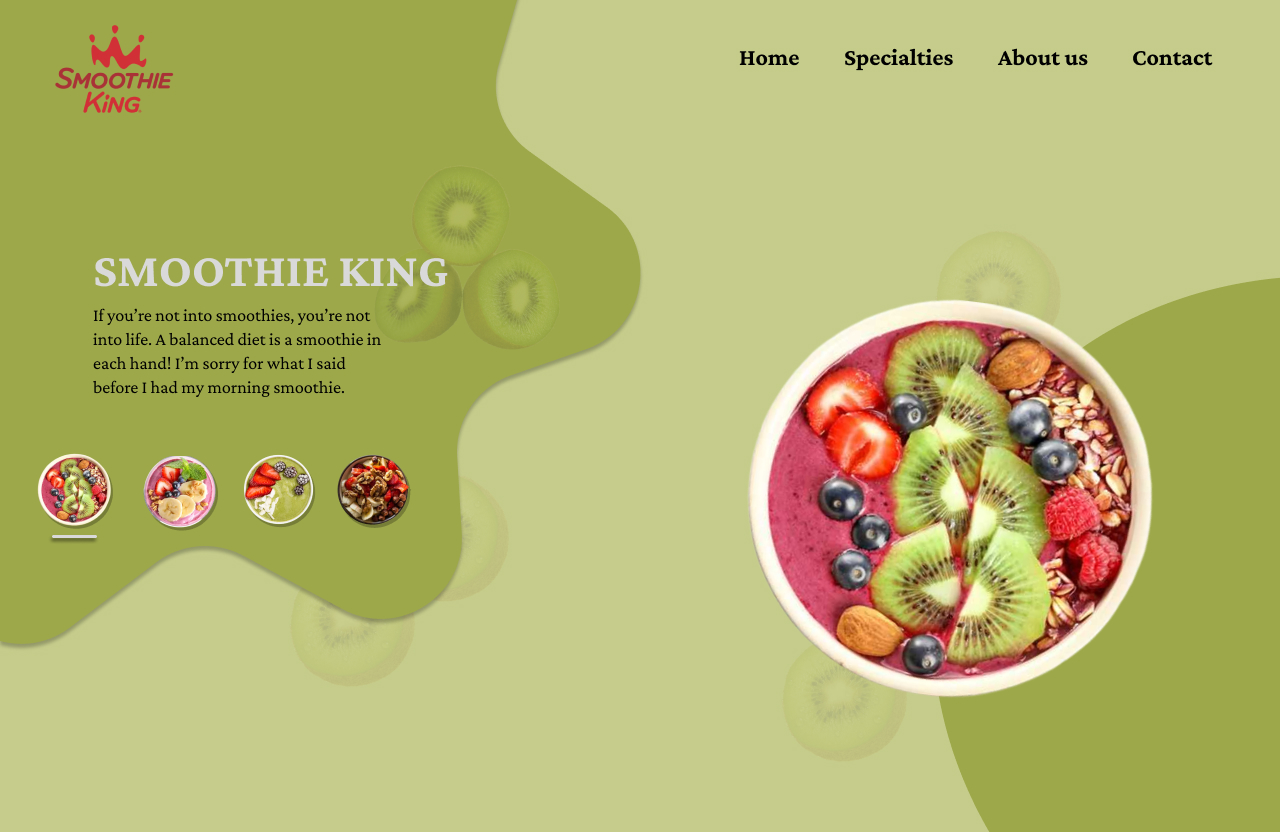 SMOOTHIE
KING
Home Specialties About us Contact
SMOOTHIE KING
If you’re not into smoothies, you’re not
into life. A balanced diet is a smoothie in
each hand! I’m sorry for what I said
before I had my morning smoothie.